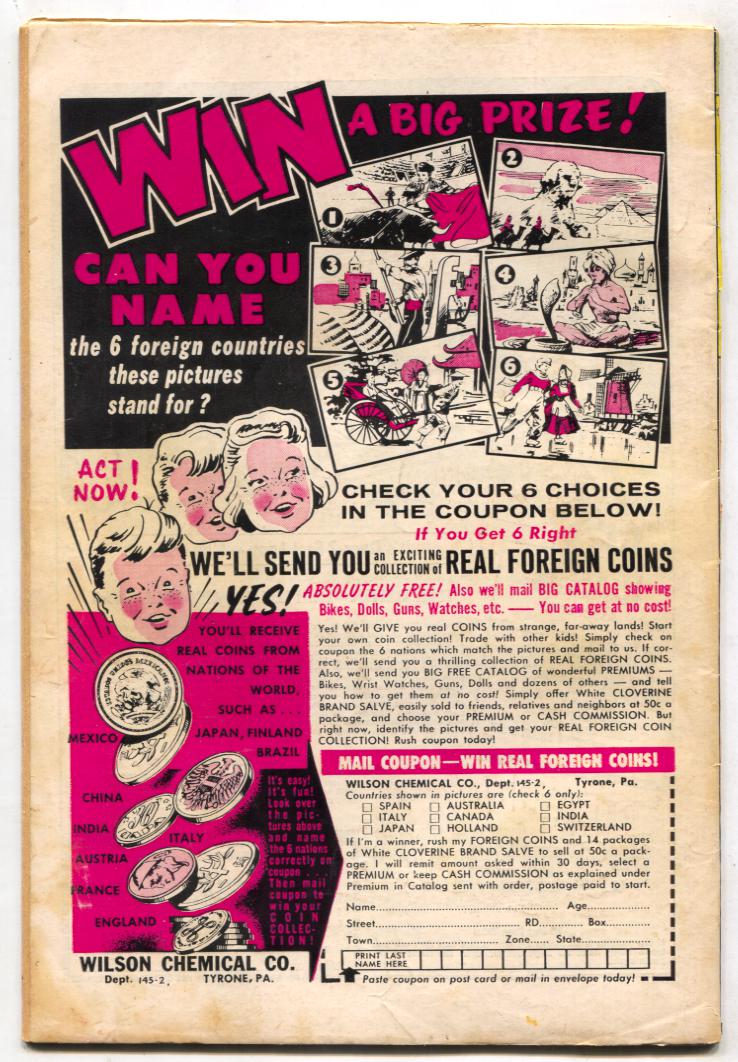 WIN
A BIG PRIZE!
CAN YOU
NAME
the 6 foreign countries
these pictures
stand for?
1
2
3
4
5
6
ACT
NOW!
CHECK YOUR 6 CHOICES
IN THE COUPON BELOW!
If You Get 6 Right
WE'LL SEND YOU an EXCITING COLLECTION of REAL FOREIGN COINS
YES!
ABSOLUTELY FREE! Also we'll mail BIG CATALOG showing
Bikes, Dolls, Guns, Watches, etc. — You can get at no cost!
YOU'LL RECEIVE
REAL COINS FROM
NATIONS OF THE
WORLD,
SUCH AS...
JAPAN, FINLAND
BRAZIL
MEXICO
CHINA
INDIA
ITALY
AUSTRIA
FRANCE
ENGLAND
It's easy!
It's fun!
Look over
the pic-
tures above
and name
the 6 nations
correctly on
coupon ...
Then mail
coupon to
win your
COIN
COLLEC-
TION!
WILSON CHEMICAL CO.
Dept. 145-2, TYRONE, PA.
Yes! We'll GIVE you real COINS from strange, far-away lands! Start
your own coin collection! Trade with other kids! Simply check on
coupon the 6 nations which match the pictures and mail to us. If cor-
rect, we'll send you a thrilling collection of REAL FOREIGN COINS.
Also, we'll send you BIG FREE CATALOG of wonderful PREMIUMS —
Bikes, Wrist Watches, Guns, Dolls and dozens of others — and tell
you how to get them at no cost! Simply offer White CLOVERINE
BRAND SALVE, easily sold to friends, relatives and neighbors at 50c a
package, and choose your PREMIUM or CASH COMMISSION. But
right now, identify the pictures and get your REAL FOREIGN COIN
COLLECTION! Rush coupon today!
MAIL COUPON—WIN REAL FOREIGN COINS!
WILSON CHEMICAL CO., Dept. 145-2, Tyrone, Pa.
Countries shown in pictures are (check 6 only):
SPAIN AUSTRALIA EGYPT
ITALY CANADA INDIA
JAPAN HOLLAND SWITZERLAND
If I'm a winner, rush my FOREIGN COINS and 14 packages
of White CLOVERINE BRAND SALVE to sell at 50c a pack-
age. I will remit amount asked within 30 days, select a
PREMIUM or keep CASH COMMISSION as explained under
Premium in Catalog sent with order, postage paid to start.
Name........ Age........
Street........ RD........ Box........
Town........ Zone...... State........
PRINT LAST
NAME HERE
Paste coupon on post card or mail in envelope today!